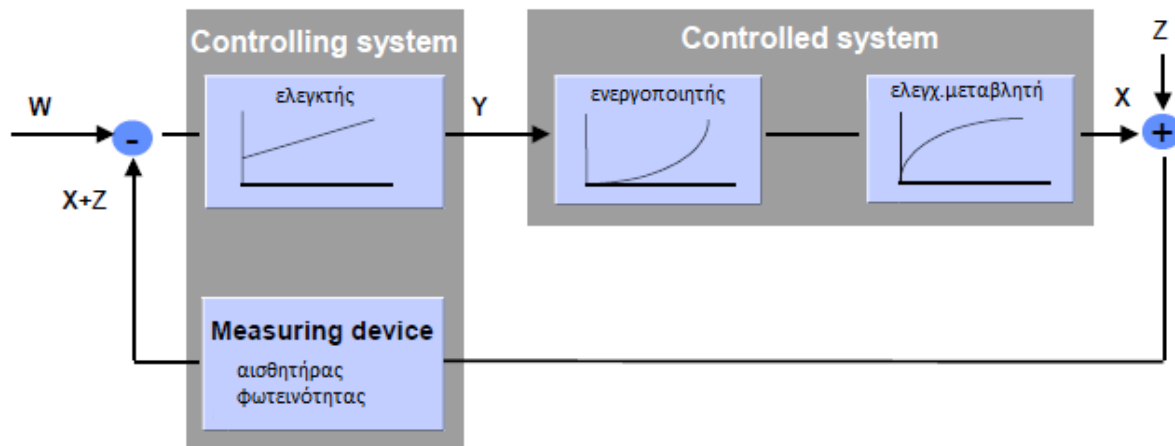 Controlling system
Controlled system
Z
ελεγκτής
ενεργοποιητής
ελεγχ.μεταβλητή
W
Y
X
-
+
X+Z
Measuring device
αισθητήρας
φωτεινότητας